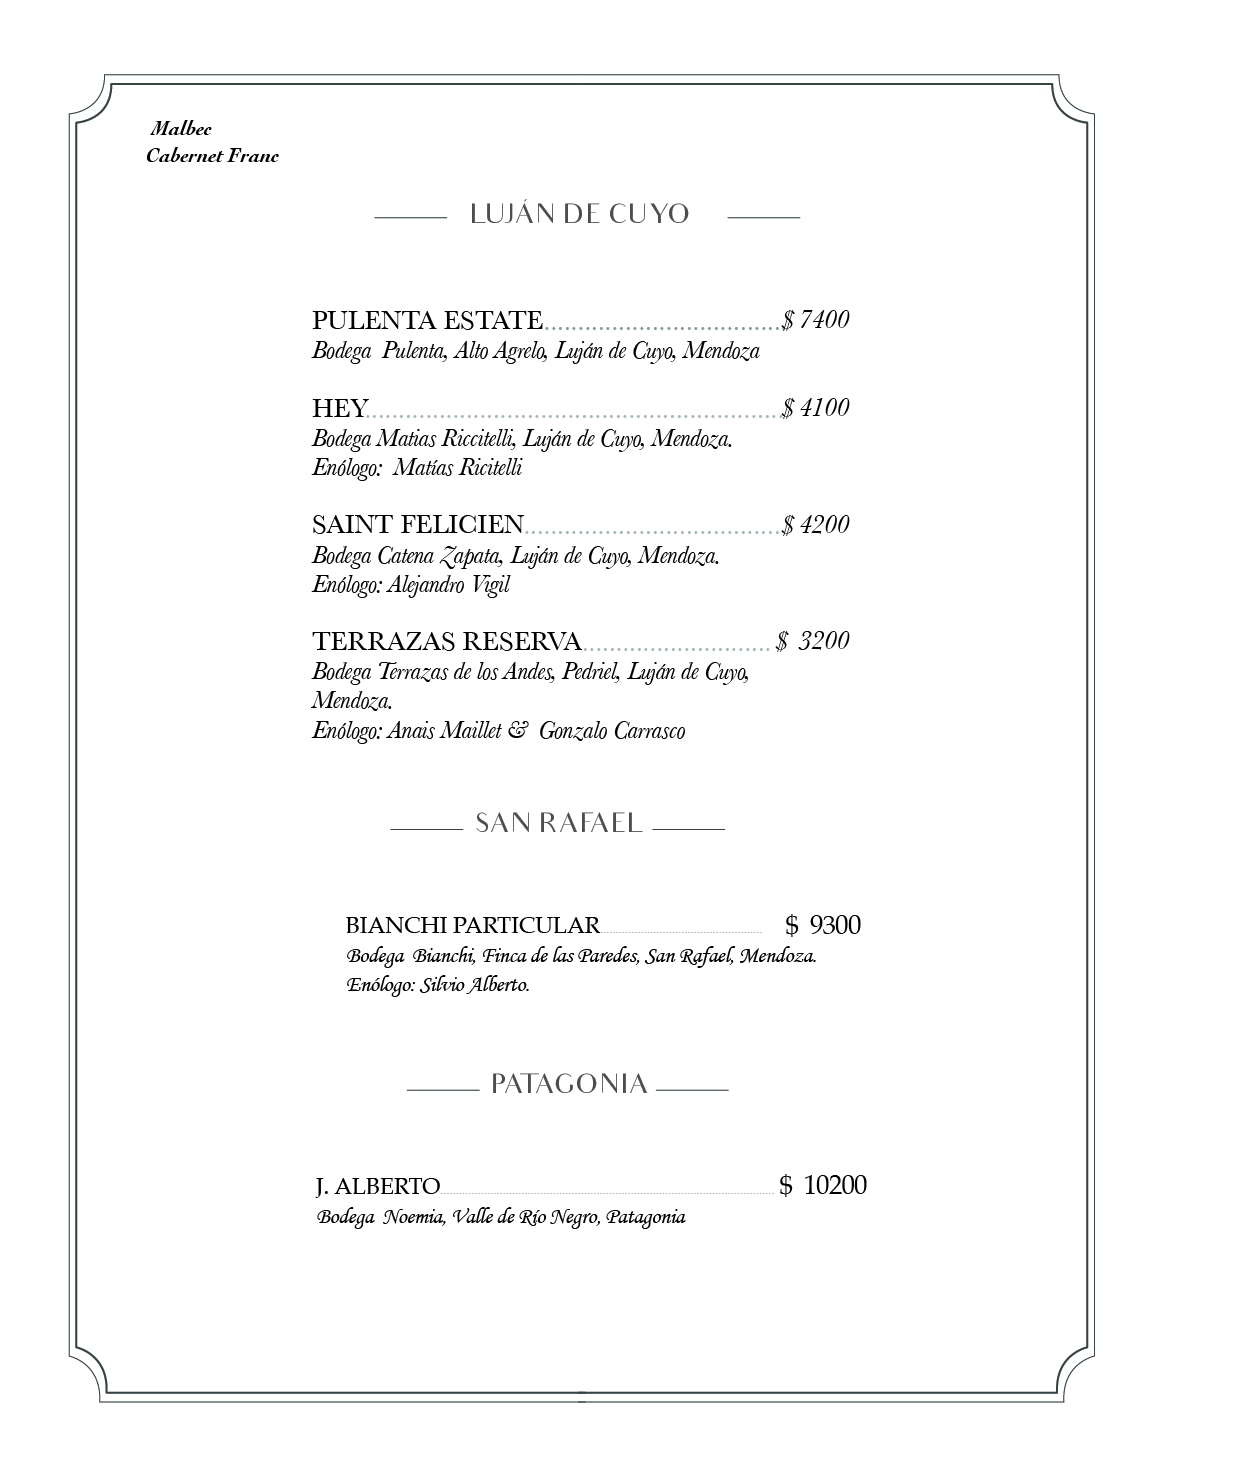 Malbec
Cabernet Franc
LUJÁN DE CUYO
PULENTA ESTATE...................................$ 7400
Bodega Pulenta, Alto Agrelo, Luján de Cuyo, Mendoza
HEY..............................................................$ 4100
Bodega Matias Riccitelli, Luján de Cuyo, Mendoza.
Enólogo: Matías Ricitelli
SAINT FELICIEN......................................$ 4200
Bodega Catena Zapata, Luján de Cuyo, Mendoza.
Enólogo: Alejandro Vigil
TERRAZAS RESERVA............................ $ 3200
Bodega Terrazas de los Andes, Pedriel, Luján de Cuyo,
Mendoza.
Enólogo: Anais Maillet & Gonzalo Carrasco
SAN RAFAEL
BIANCHI PARTICULAR........................................ $ 9300
Bodega Bianchi, Finca de las Paredes, San Rafael, Mendoza.
Enólogo: Silvio Alberto.
PATAGONIA
J. ALBERTO.................................................................... $ 10200
Bodega Noemia, Valle de Río Negro, Patagonia